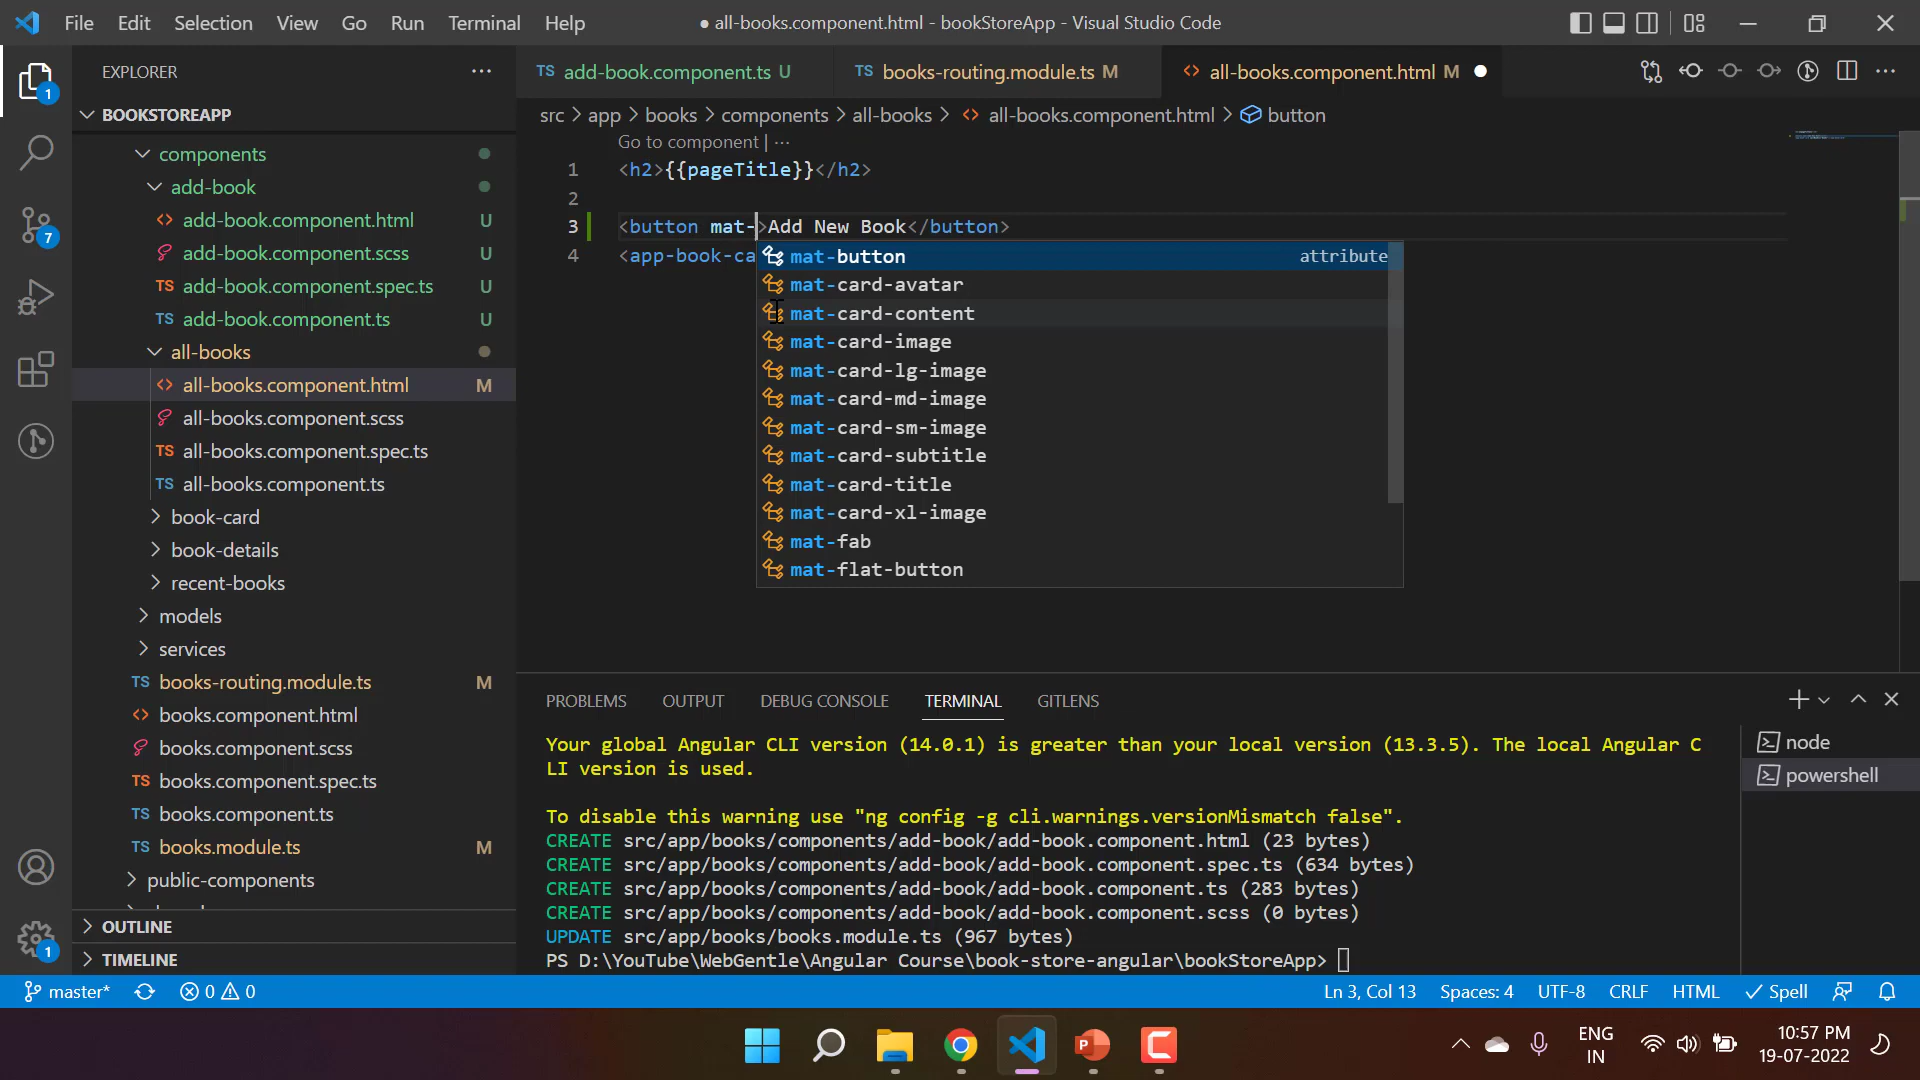 File Edit Selection View Go Run Terminal Help
● all-books.component.html - bookStoreApp - Visual Studio Code
EXPLORER
BOOKSTOREAPP
components
add-book
add-book.component.html U
add-book.component.scss U
TS add-book.component.spec.ts U
TS add-book.component.ts U
all-books
all-books.component.html M
all-books.component.scss
TS all-books.component.spec.ts
TS all-books.component.ts
book-card
book-details
recent-books
models
services
TS books-routing.module.ts M
books.component.html
books.component.scss
TS books.component.spec.ts
TS books.component.ts
TS books.module.ts M
public-components
OUTLINE
TIMELINE
1
7
1
TS add-book.component.ts U
TS books-routing.module.ts M
all-books.component.html M
src > app > books > components > all-books > all-books.component.html > button
Go to component | ...
1 <h2>{{pageTitle}}</h2>
2
3 <button mat->Add New Book</button>
4 <app-book-ca
mat-button attribute
mat-card-avatar
mat-card-content
mat-card-image
mat-card-lg-image
mat-card-md-image
mat-card-sm-image
mat-card-subtitle
mat-card-title
mat-card-xl-image
mat-fab
mat-flat-button
PROBLEMS OUTPUT DEBUG CONSOLE TERMINAL GITLENS
Your global Angular CLI version (14.0.1) is greater than your local version (13.3.5). The local Angular C
LI version is used.
To disable this warning use "ng config -g cli.warnings.versionMismatch false".
CREATE src/app/books/components/add-book/add-book.component.html (23 bytes)
CREATE src/app/books/components/add-book/add-book.component.spec.ts (634 bytes)
CREATE src/app/books/components/add-book/add-book.component.ts (283 bytes)
CREATE src/app/books/components/add-book/add-book.component.scss (0 bytes)
UPDATE src/app/books/books.module.ts (967 bytes)
PS D:\YouTube\WebGentle\Angular Course\book-store-angular\bookStoreApp>
node
powershell
master* 0 0
Ln 3, Col 13 Spaces: 4 UTF-8 CRLF HTML Spell
ENG
IN
10:57 PM
19-07-2022